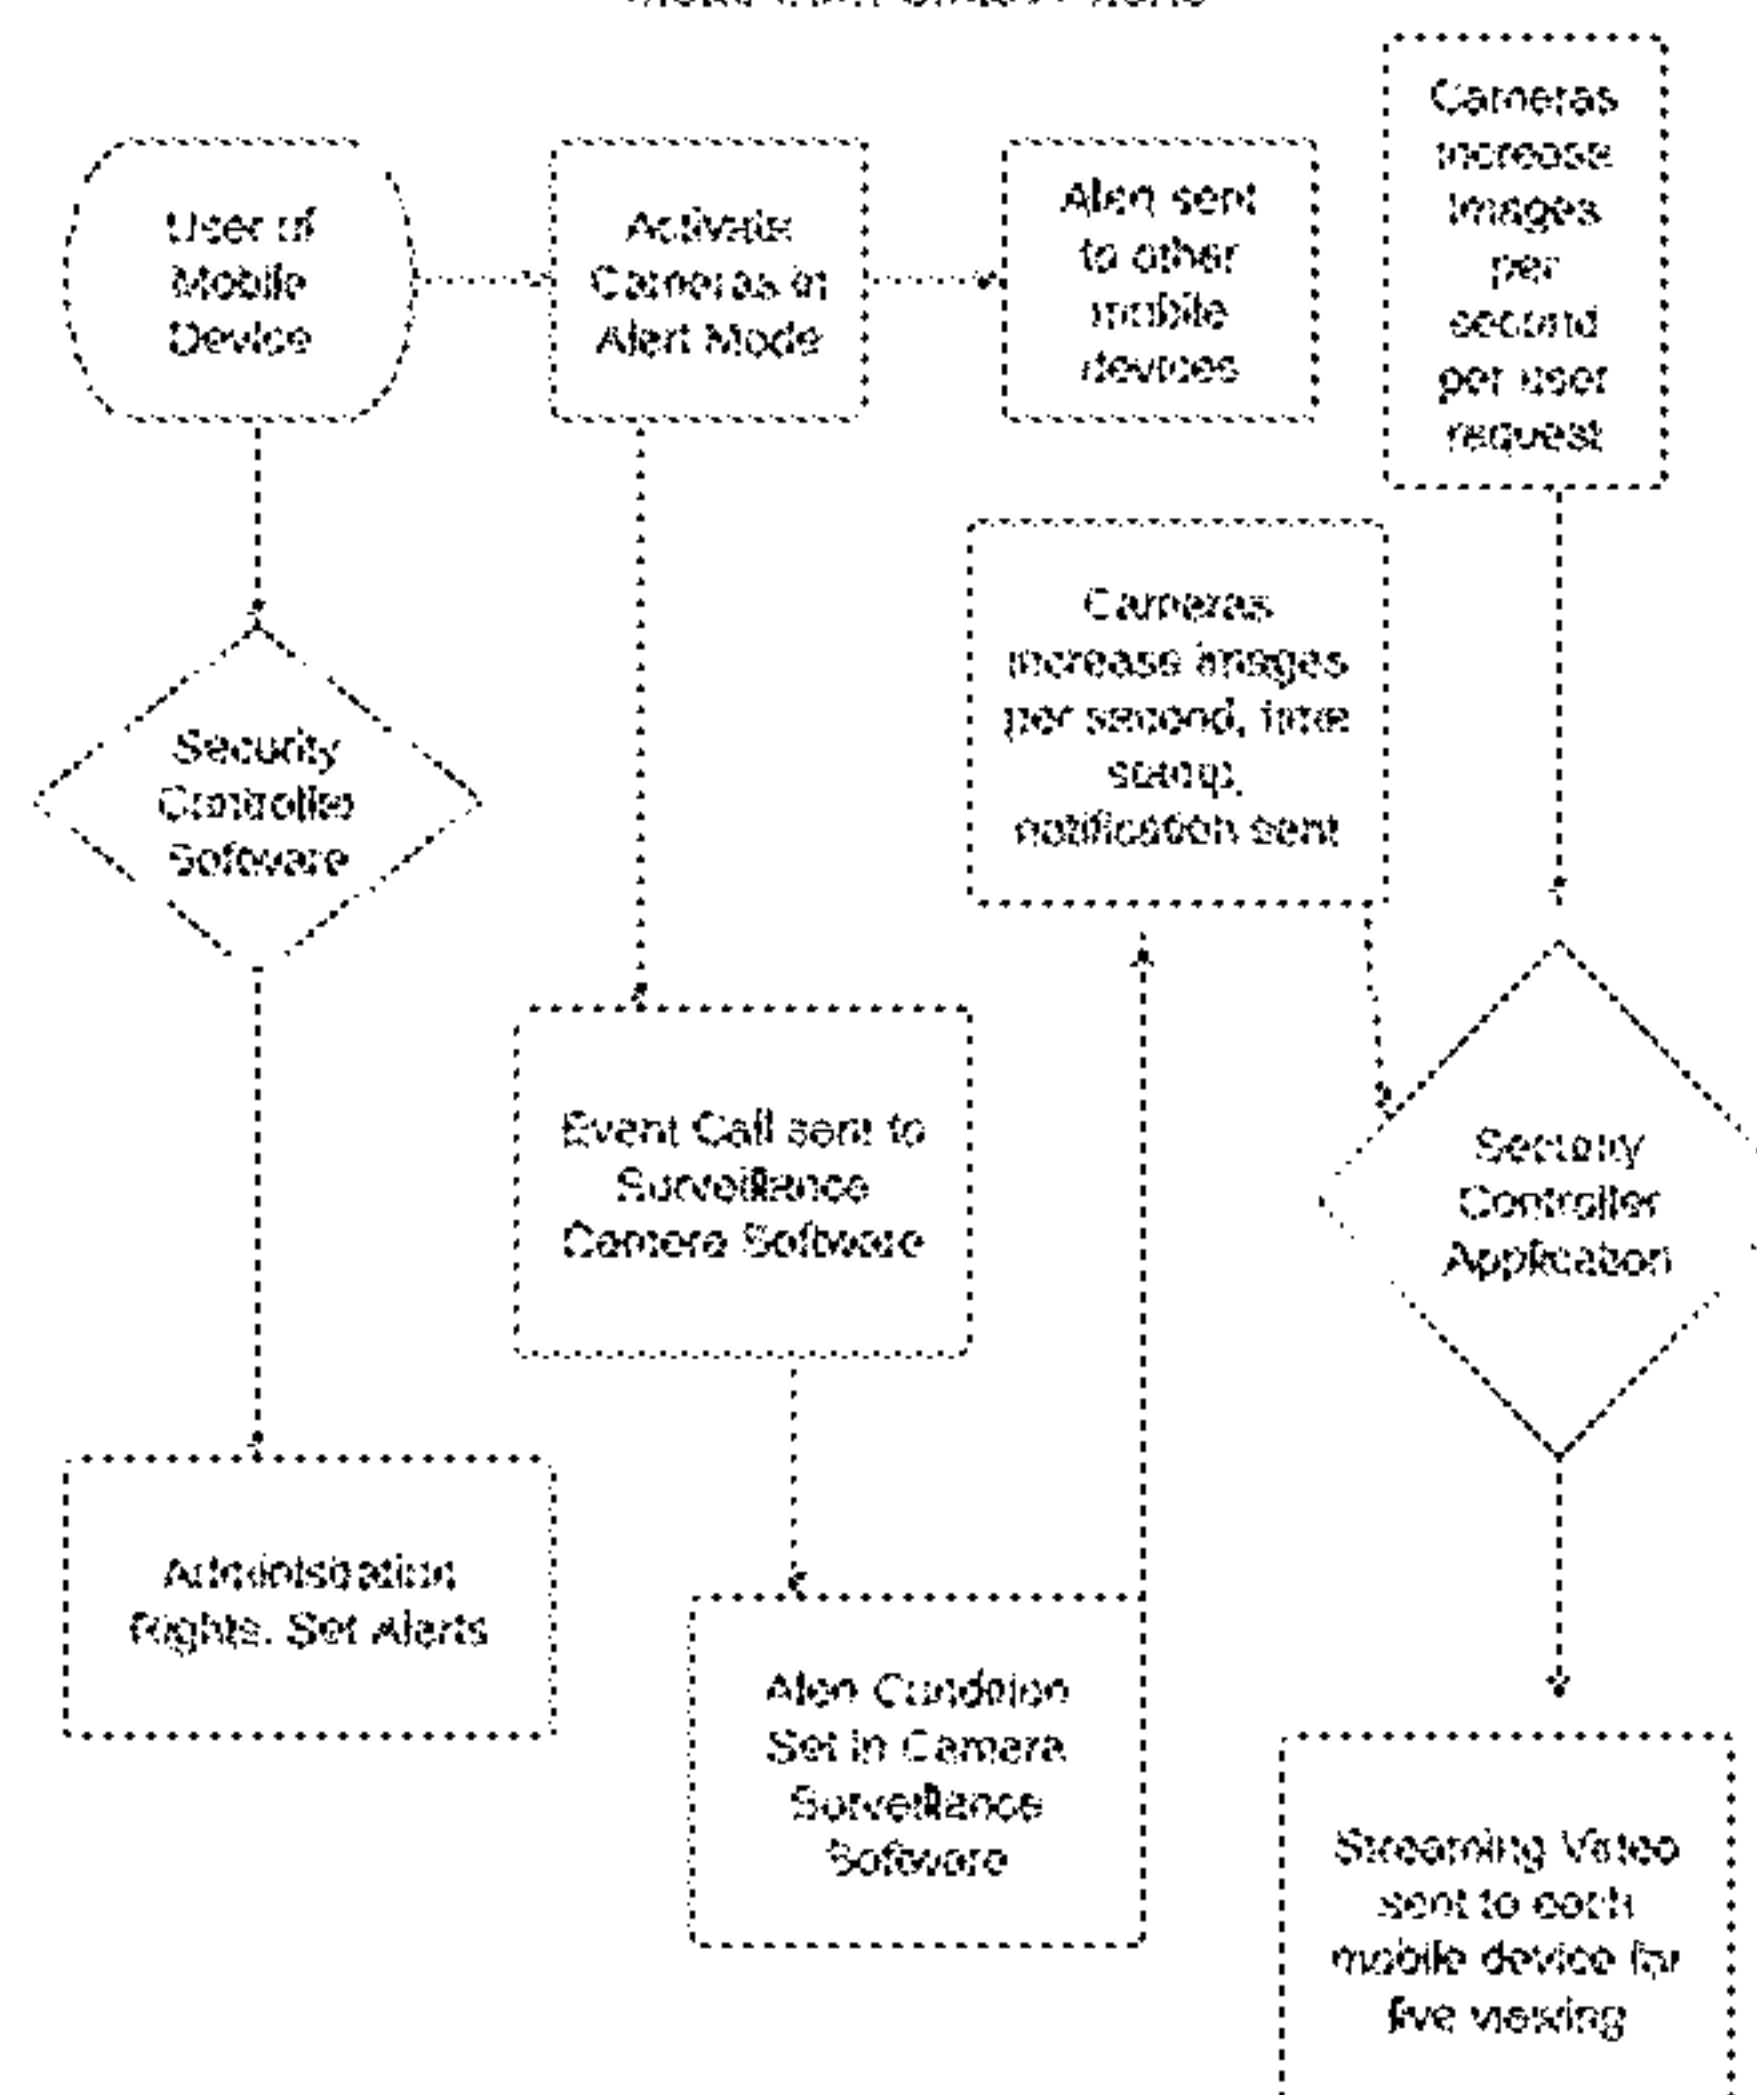 User of
Mobile
Device
Activate
Cameras in
Alert Mode
Alert sent
to other
mobile
devices
Cameras
increase
images
per
second
per user
request
Cameras
increase images
per second, time
stamp,
notification sent
Security
Controller
Software
Event Call sent to
Surveillance
Camera Software
Security
Controller
Application
Administration
Rights. Set Alerts
Alert Condition
Set in Camera
Surveillance
Software
Streaming Video
sent to each
mobile device for
live viewing